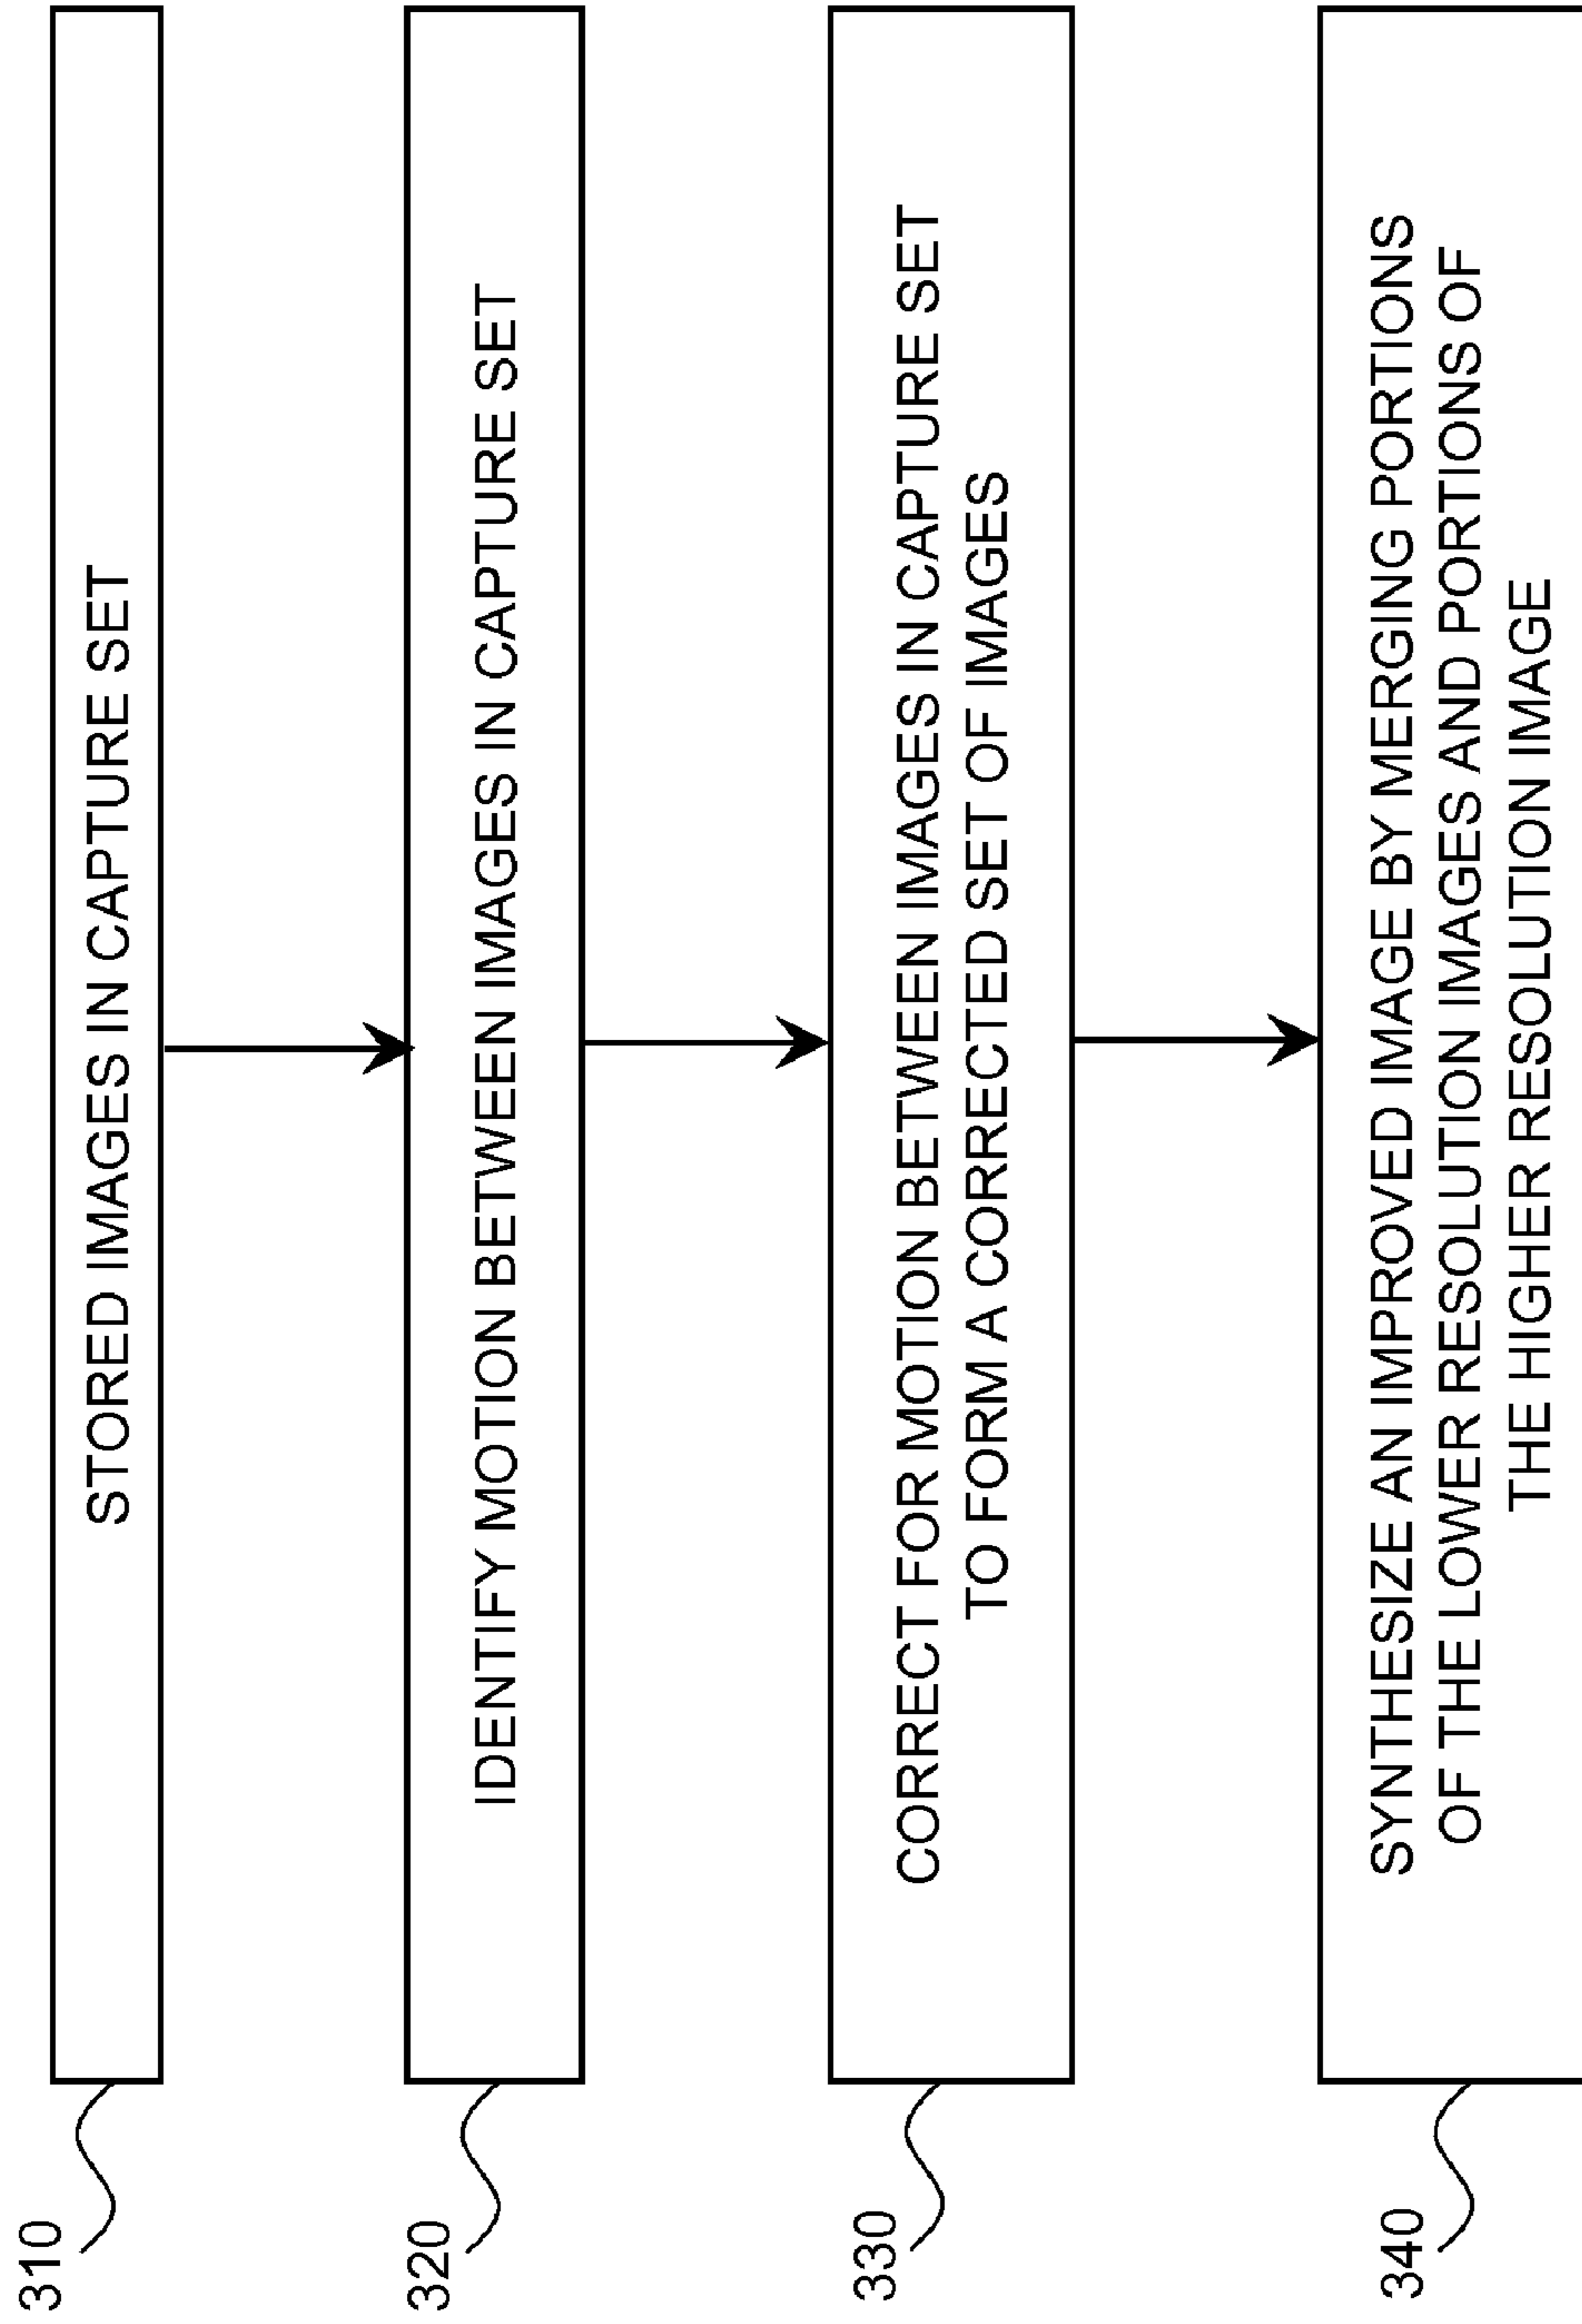 310
STORED IMAGES IN CAPTURE SET
320
IDENTIFY MOTION BETWEEN IMAGES IN CAPTURE SET
330
CORRECT FOR MOTION BETWEEN IMAGES IN CAPTURE SET
TO FORM A CORRECTED SET OF IMAGES
340
SYNTHESIZE AN IMPROVED IMAGE BY MERGING PORTIONS
OF THE LOWER RESOLUTION IMAGES AND PORTIONS OF
THE HIGHER RESOLUTION IMAGE